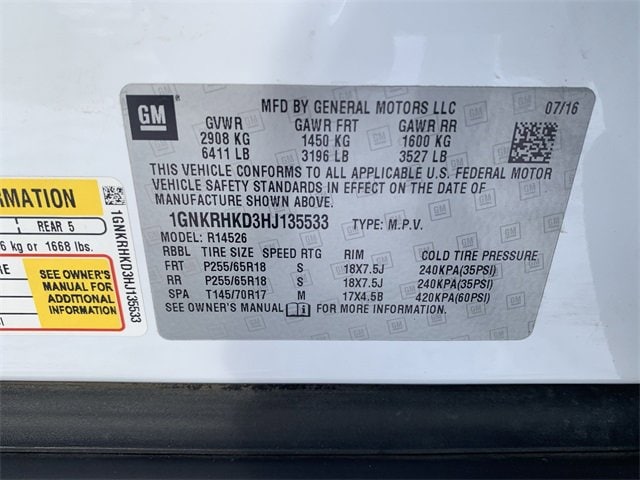 GM
MFD BY GENERAL MOTORS LLC 07/16
GVWR GAWR FRT GAWR RR
2908 KG 1450 KG 1600 KG
6411 LB 3196 LB 3527 LB
THIS VEHICLE CONFORMS TO ALL APPLICABLE U.S. FEDERAL MOTOR
VEHICLE SAFETY STANDARDS IN EFFECT ON THE DATE OF
MANUFACTURE SHOWN ABOVE.
1GNKRHKD3HJ135533 TYPE: M.P.V.
MODEL: R14526
RBBL TIRE SIZE SPEED RTG RIM COLD TIRE PRESSURE
FRT P255/65R18 S 18X7.5J 240KPA(35PSI)
RR P255/65R18 S 18X7.5J 240KPA(35PSI)
SPA T145/70R17 M 17X4.5B 420KPA(60PSI)
SEE OWNER'S MANUAL FOR MORE INFORMATION.
REAR 5
kg or 1668 lbs.
SEE OWNER'S
MANUAL FOR
ADDITIONAL
INFORMATION
1GNKRHKD3HJ135533